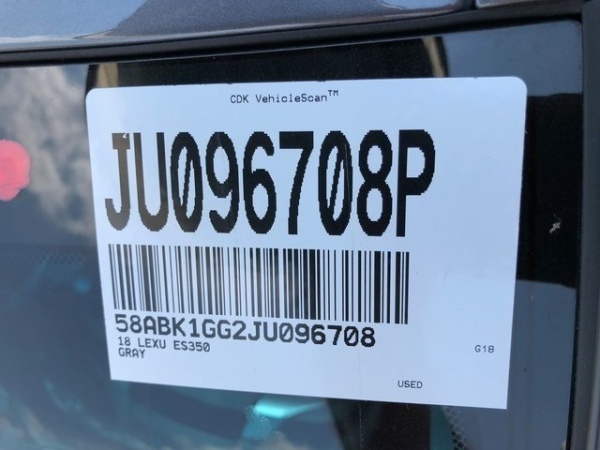 CDK VehicleScan™
JU096708P
58ABK1GG2JU096708
18 LEXU ES350
GRAY
G18
USED